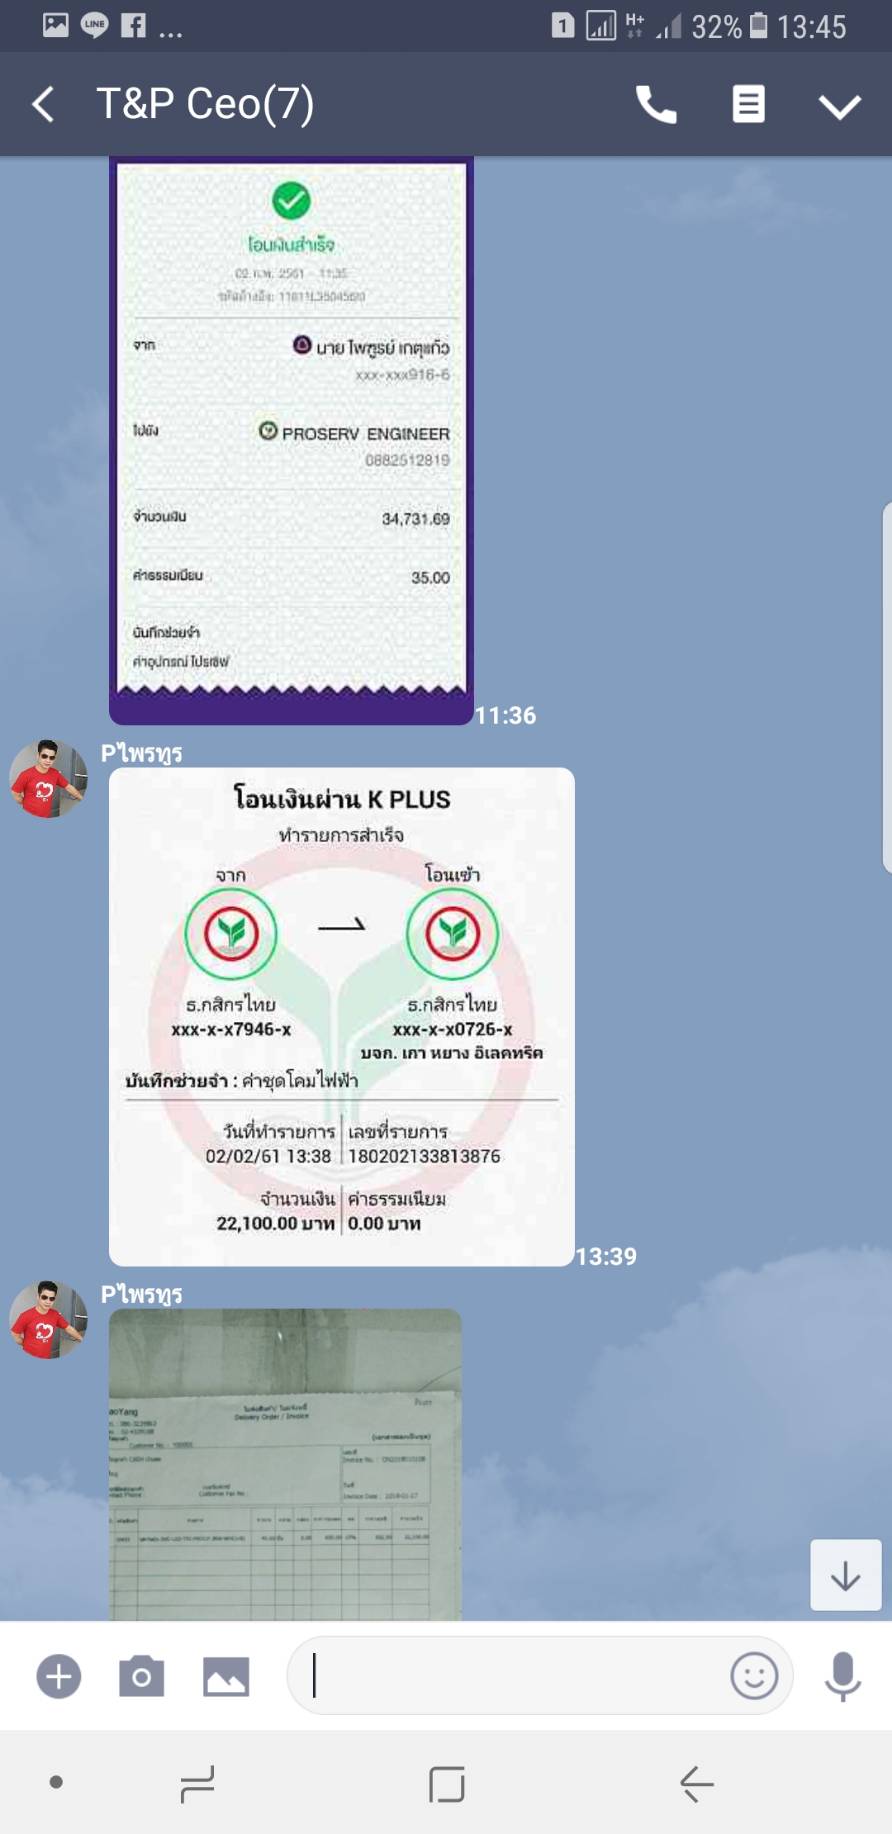 LINE
1
H+
32%
13:45
T&P Ceo(7)
โอนเงินสำเร็จ
02 ก.พ. 2561 - 11:35
จาก
นาย ไพฑูรย์ เกตุแก้ว
xxx-xxx916-6
ไปยัง
PROSERV ENGINEER
0882512819
จำนวนเงิน
34,731.69
ค่าธรรมเนียม
35.00
บันทึกช่วยจำ
ค่าอุปกรณ์ โปรเซิฟ
11:36
Pไพรฑูร
โอนเงินผ่าน K PLUS
ทำรายการสำเร็จ
จาก
โอนเข้า
ธ.กสิกรไทย
ธ.กสิกรไทย
xxx-x-x7946-x
xxx-x-x0726-x
บจก. เกา หยาง อิเลคทริค
บันทึกช่วยจำ : ค่าชุดโคมไฟฟ้า
วันที่ทำรายการ
เลขที่รายการ
02/02/61 13:38
180202133813876
จำนวนเงิน
ค่าธรรมเนียม
22,100.00 บาท
0.00 บาท
13:39
Pไพรฑูร
Delivery Order / Invoice